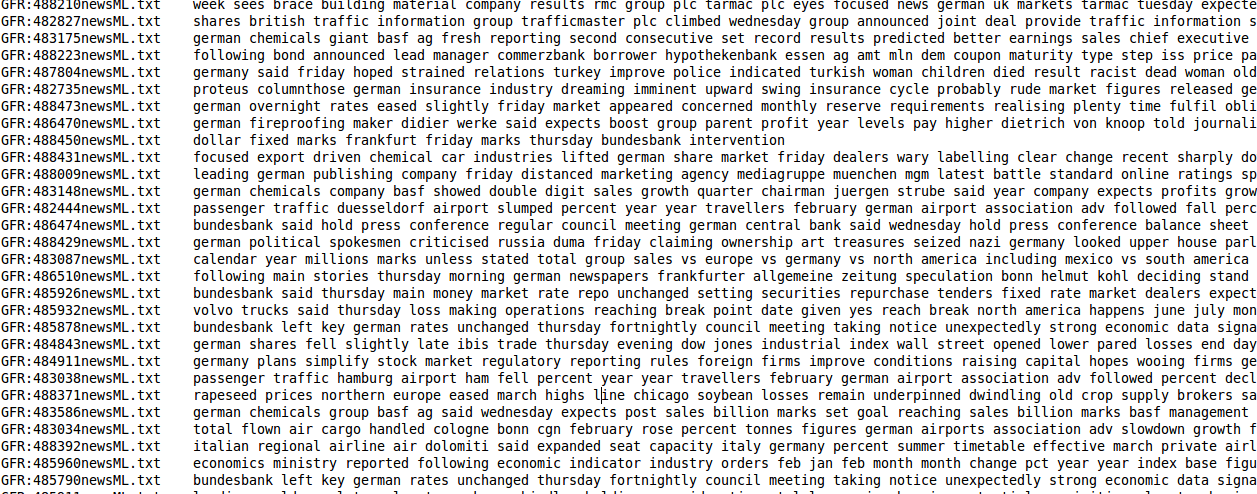 GFR:488210newsML.txt week sees brace building material company results rmc group plc tarmac plc eyes focused news german uk markets tarmac tuesday expecte
GFR:482827newsML.txt shares british traffic information group trafficmaster plc climbed wednesday group announced joint deal provide traffic information s
GFR:483175newsML.txt german chemicals giant basf ag fresh reporting second consecutive set record results predicted better earnings sales chief executive
GFR:488223newsML.txt following bond announced lead manager commerzbank borrower hypothekenbank essen ag amt mln dem coupon maturity type step iss price pa
GFR:487804newsML.txt germany said friday hoped strained relations turkey improve police indicated turkish woman children died result racist dead woman old
GFR:482735newsML.txt proteus columnthose german insurance industry dreaming imminent upward swing insurance cycle probably rude market figures released ge
GFR:488473newsML.txt german overnight rates eased slightly friday market appeared concerned monthly reserve requirements realising plenty time fulfil obli
GFR:486470newsML.txt german fireproofing maker didier werke said expects boost group parent profit year levels pay higher dietrich von knoop told journali
GFR:488450newsML.txt dollar fixed marks frankfurt friday marks thursday bundesbank intervention
GFR:488431newsML.txt focused export driven chemical car industries lifted german share market friday dealers wary labelling clear change recent sharply do
GFR:488009newsML.txt leading german publishing company friday distanced marketing agency mediagruppe muenchen mgm latest battle standard online ratings sp
GFR:483148newsML.txt german chemicals company basf showed double digit sales growth quarter chairman juergen strube said year company expects profits grow
GFR:482444newsML.txt passenger traffic duesseldorf airport slumped percent year year travellers february german airport association adv followed fall perc
GFR:486474newsML.txt bundesbank said hold press conference regular council meeting german central bank said wednesday hold press conference balance sheet
GFR:488429newsML.txt german political spokesmen criticised russia duma friday claiming ownership art treasures seized nazi germany looked upper house parl
GFR:483087newsML.txt calendar year millions marks unless stated total group sales vs europe vs germany vs north america including mexico vs south america
GFR:486510newsML.txt following main stories thursday morning german newspapers frankfurter allgemeine zeitung speculation bonn helmut kohl deciding stand
GFR:485926newsML.txt bundesbank said thursday main money market rate repo unchanged setting securities repurchase tenders fixed rate market dealers expect
GFR:485932newsML.txt volvo trucks said thursday loss making operations reaching break point date given yes reach break north america happens june july mon
GFR:485878newsML.txt bundesbank left key german rates unchanged thursday fortnightly council meeting taking notice unexpectedly strong economic data signa
GFR:484843newsML.txt german shares fell slightly late ibis trade thursday evening dow jones industrial index wall street opened lower pared losses end day
GFR:484911newsML.txt germany plans simplify stock market regulatory reporting rules foreign firms improve conditions raising capital hopes wooing firms ge
GFR:483038newsML.txt passenger traffic hamburg airport ham fell percent year year travellers february german airport association adv followed percent decl
GFR:488371newsML.txt rapeseed prices northern europe eased march highs line chicago soybean losses remain underpinned dwindling old crop supply brokers sa
GFR:483586newsML.txt german chemicals group basf ag said wednesday expects post sales billion marks set goal reaching sales billion marks basf management
GFR:483034newsML.txt total flown air cargo handled cologne bonn cgn february rose percent tonnes figures german airports association adv slowdown growth f
GFR:488392newsML.txt italian regional airline air dolomiti said expanded seat capacity italy germany percent summer timetable effective march private airl
GFR:485960newsML.txt economics ministry reported following economic indicator industry orders feb jan feb month month change pct year year index base figu
GFR:485790newsML.txt bundesbank left key german rates unchanged thursday fortnightly council meeting taking notice unexpectedly strong economic data signa